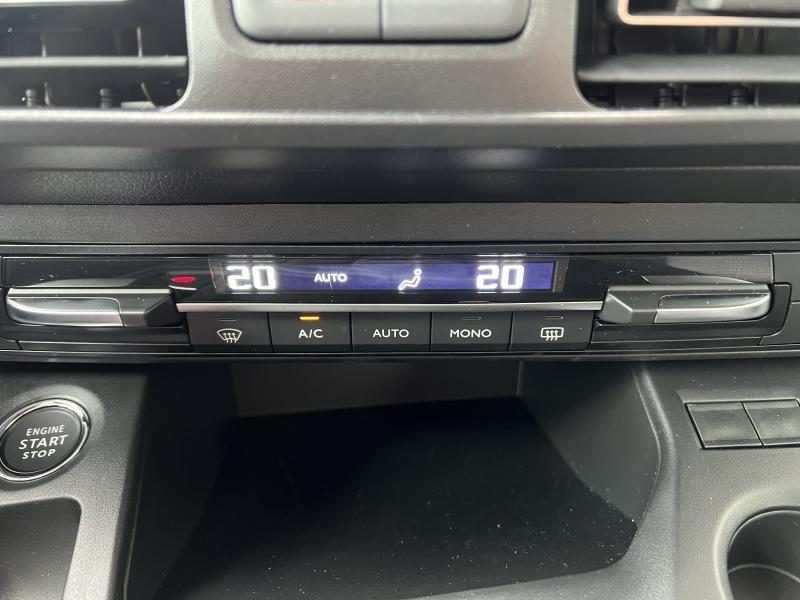 20 AUTO 20
A/C AUTO MONO
ENGINE
START
STOP